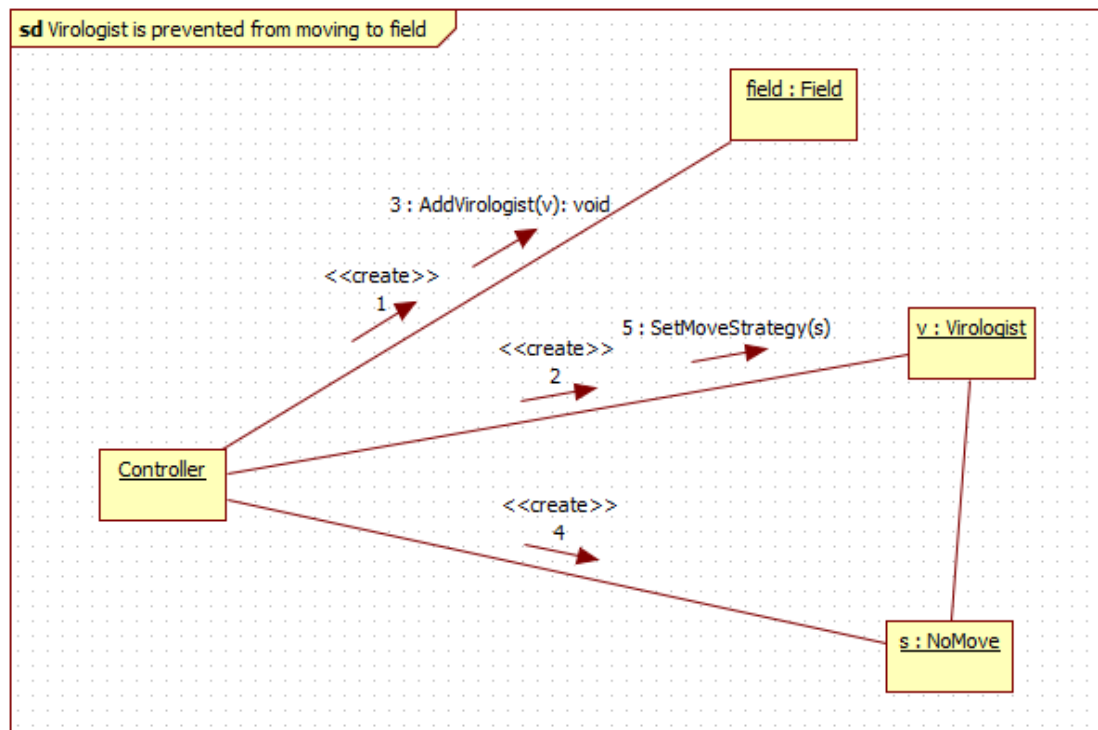 sd Virologist is prevented from moving to field
field : Field
3 : AddVirologist(v): void
<<create>>
1
5 : SetMoveStrategy(s)
v : Virologist
<<create>>
2
Controller
<<create>>
4
s : NoMove